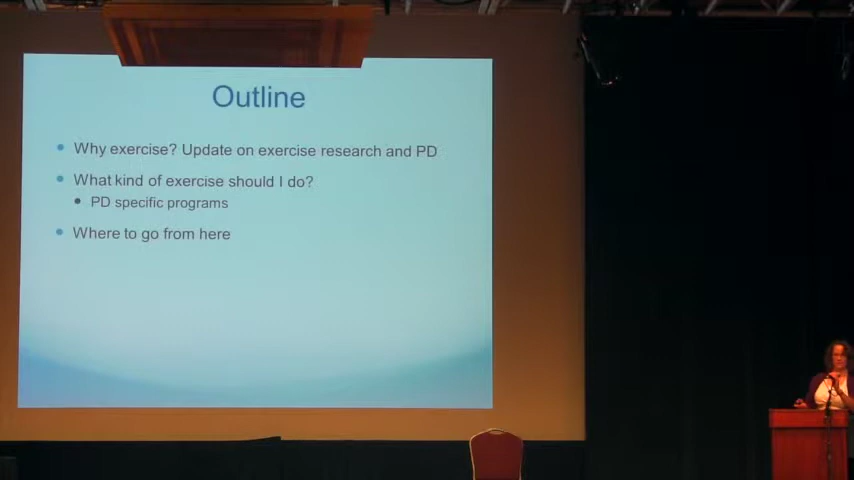 Outline
Why exercise? Update on exercise research and PD
What kind of exercise should I do?
PD specific programs
Where to go from here